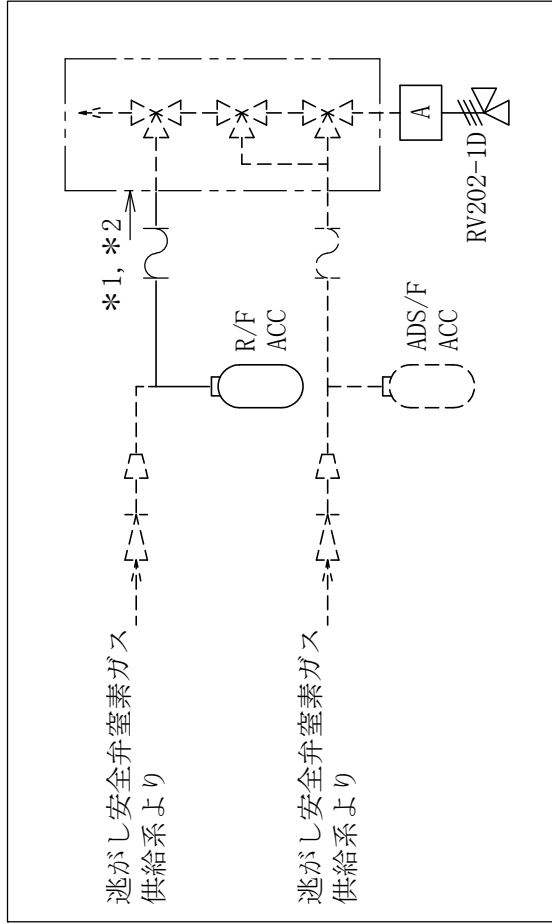 逃がし安全弁窒素ガス
供給系より
R/F
ACC
*1, *2
逃がし安全弁窒素ガス
供給系より
ADS/F
ACC
A
RV202-1D